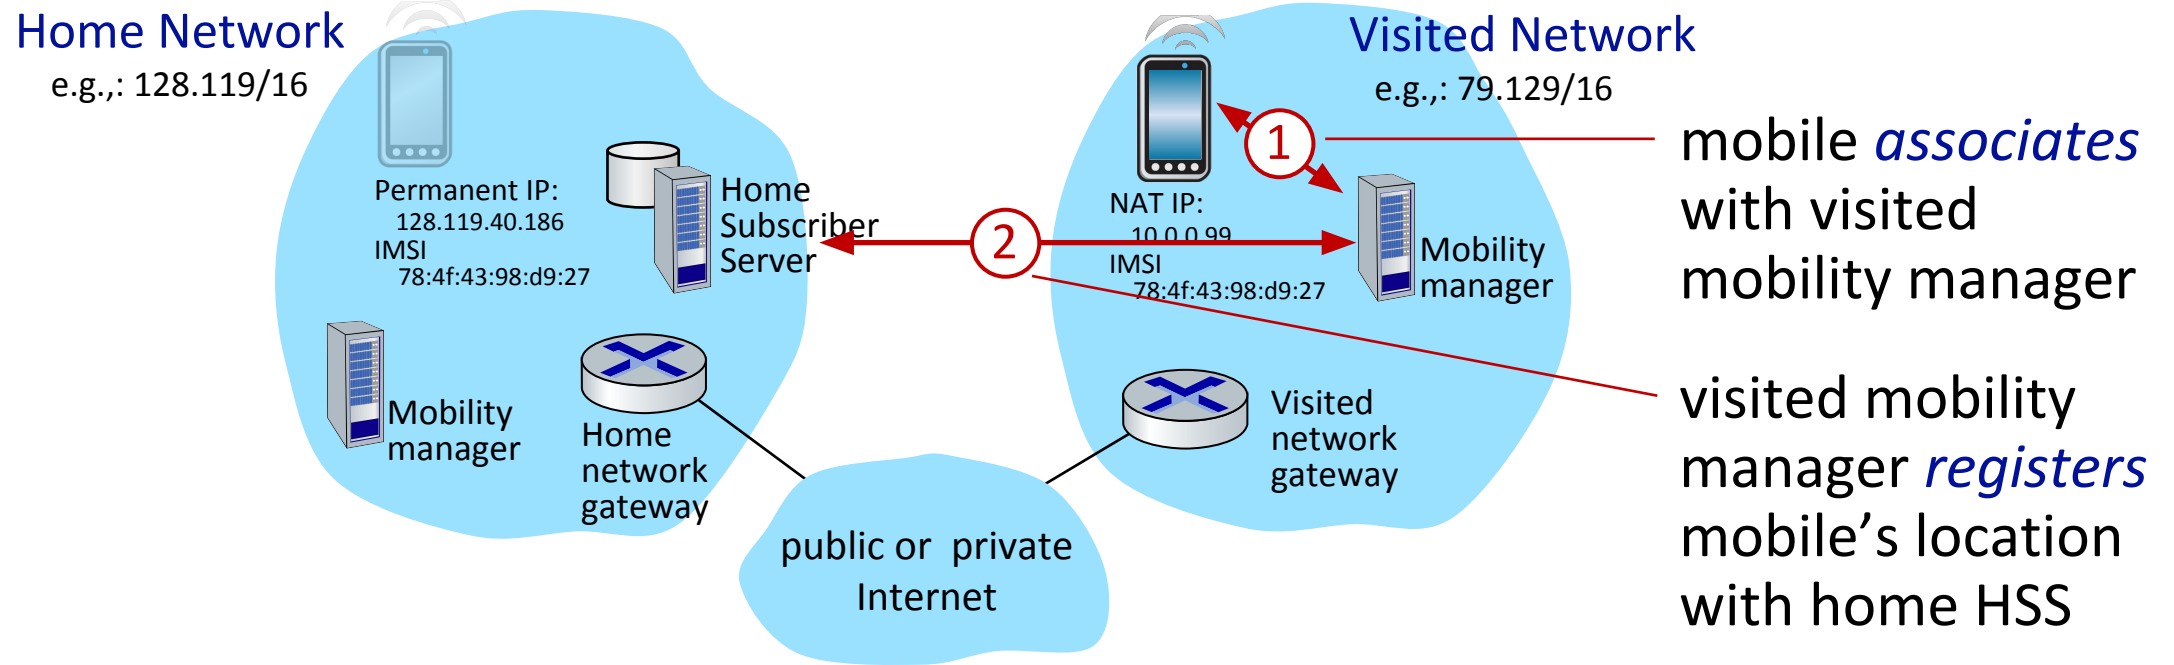 Home Network
e.g.,: 128.119/16
Permanent IP:
128.119.40.186
IMSI
78:4f:43:98:d9:27
Home
Subscriber
Server
Mobility
manager
Home
network
gateway
public or private
Internet
Visited Network
e.g.,: 79.129/16
NAT IP:
10.0.0.99
IMSI
78:4f:43:98:d9:27
1
2
Mobility
manager
Visited
network
gateway
mobile associates
with visited
mobility manager
visited mobility
manager registers
mobile’s location
with home HSS